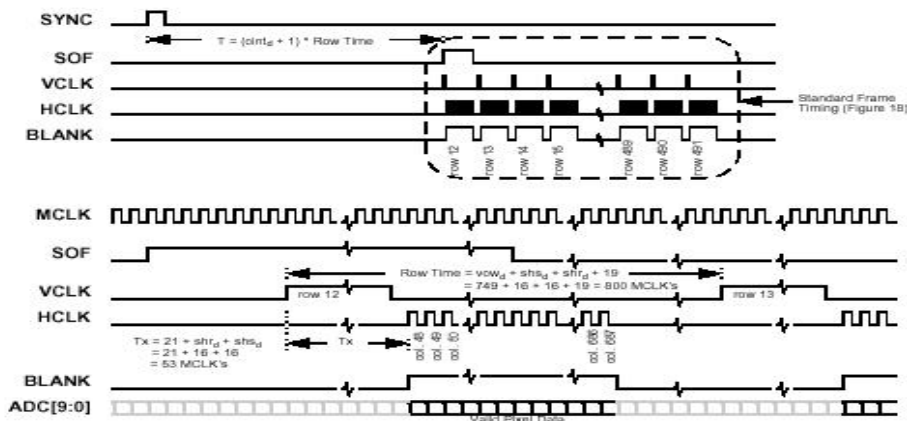 SYNC
T = (cint_d + 1) * Row Time
SOF
VCLK
HCLK
Standard Frame
Timing (Figure 18)
BLANK
row 12
row 13
row 14
row 15
row 489
row 490
row 491
MCLK
SOF
Row Time = vcw_d + shs_d + shr_d + 19
= 749 + 16 + 16 + 19 = 800 MCLK's
VCLK
row 12
row 13
HCLK
Tx = 21 + shr_d + shs_d
= 21 + 16 + 16
= 53 MCLK's
Tx
col. 48
col. 49
col. 50
col. 686
col. 687
BLANK
ADC[9:0]
Valid Pixel Data